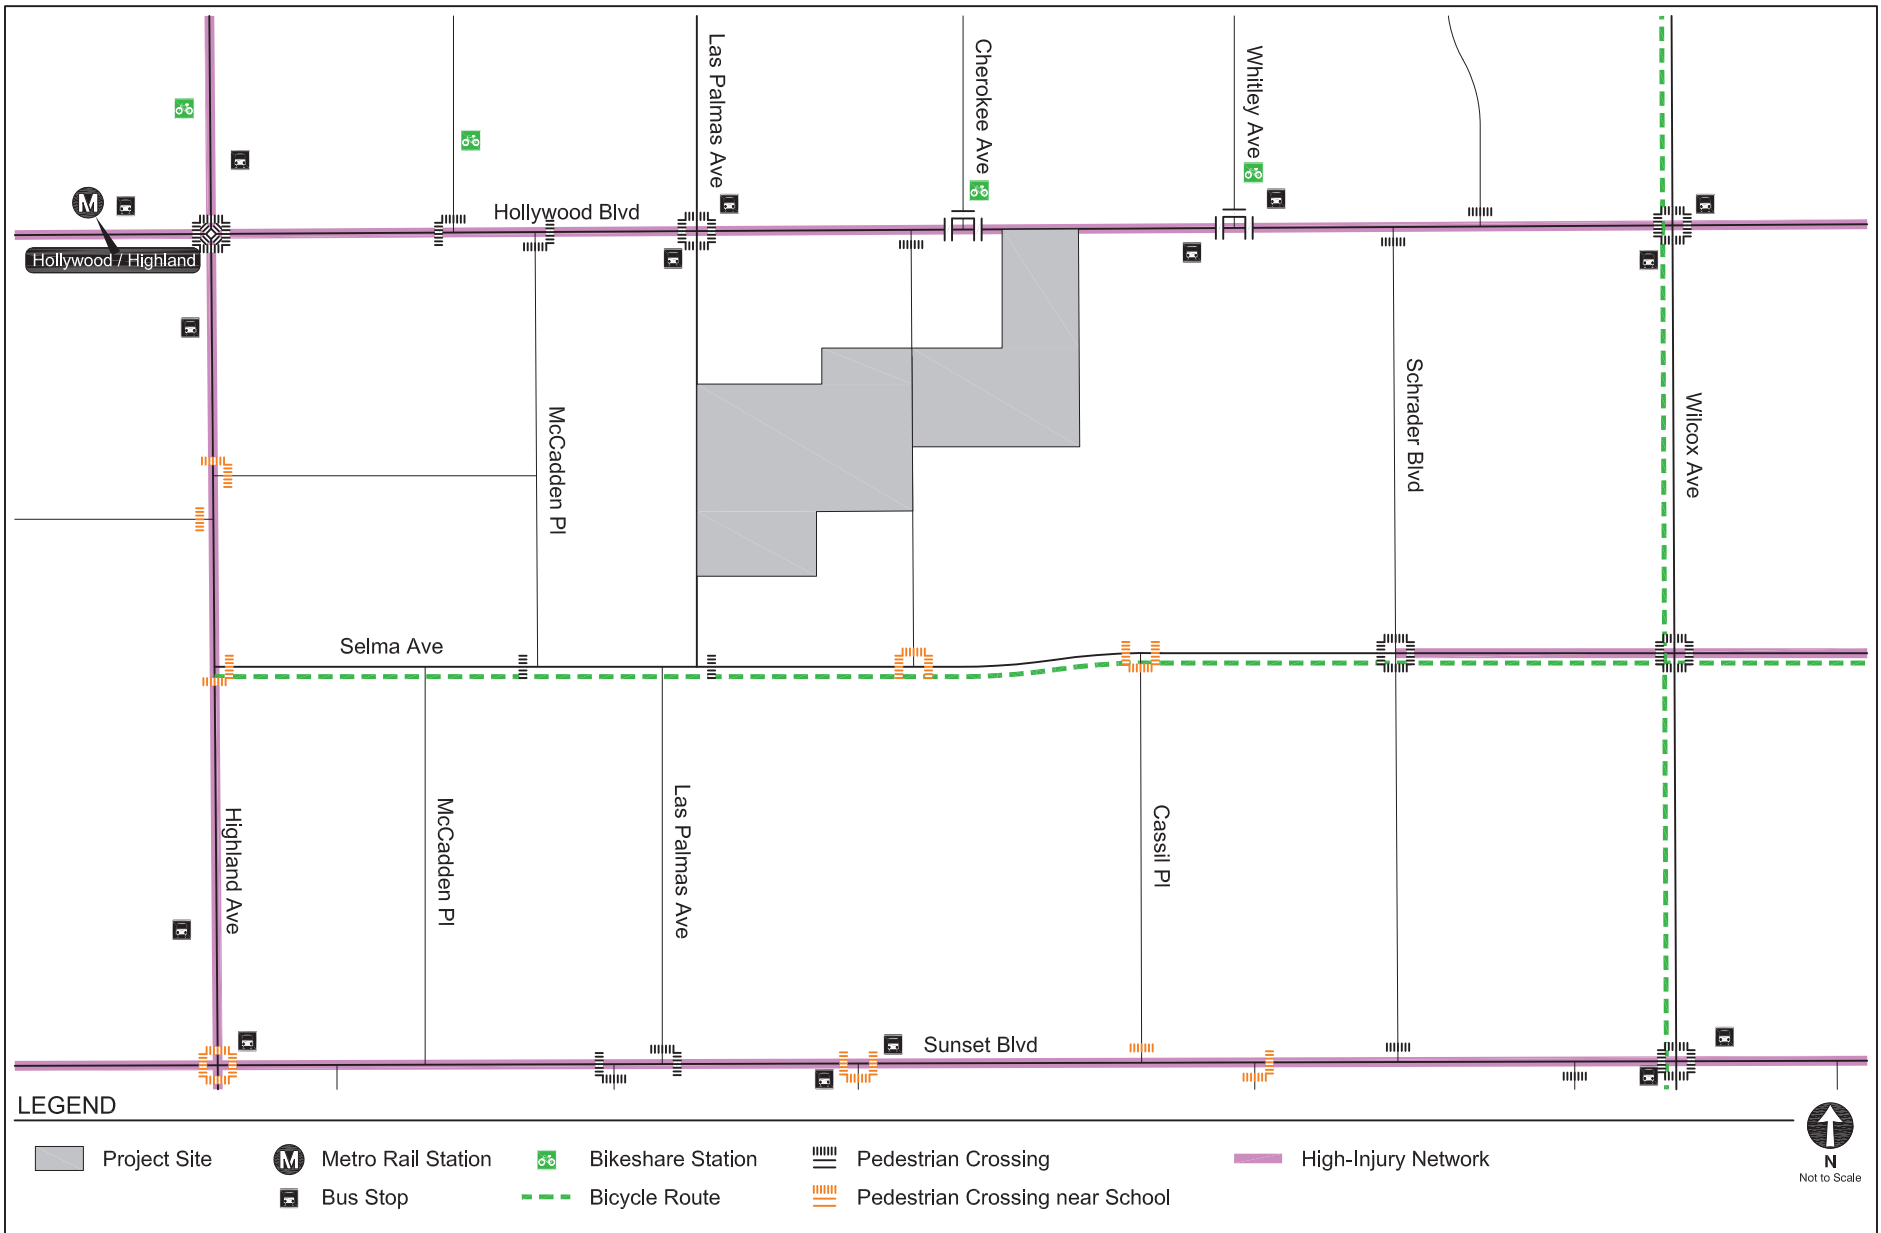 Las Palmas Ave
Cherokee Ave
Whitley Ave
M
Hollywood Blvd
Hollywood / Highland
McCadden Pl
Schrader Blvd
Wilcox Ave
Selma Ave
Highland Ave
McCadden Pl
Las Palmas Ave
Cassil Pl
Sunset Blvd
LEGEND
Project Site
M Metro Rail Station
Bikeshare Station
Pedestrian Crossing
High-Injury Network
Bus Stop
Bicycle Route
Pedestrian Crossing near School
N
Not to Scale